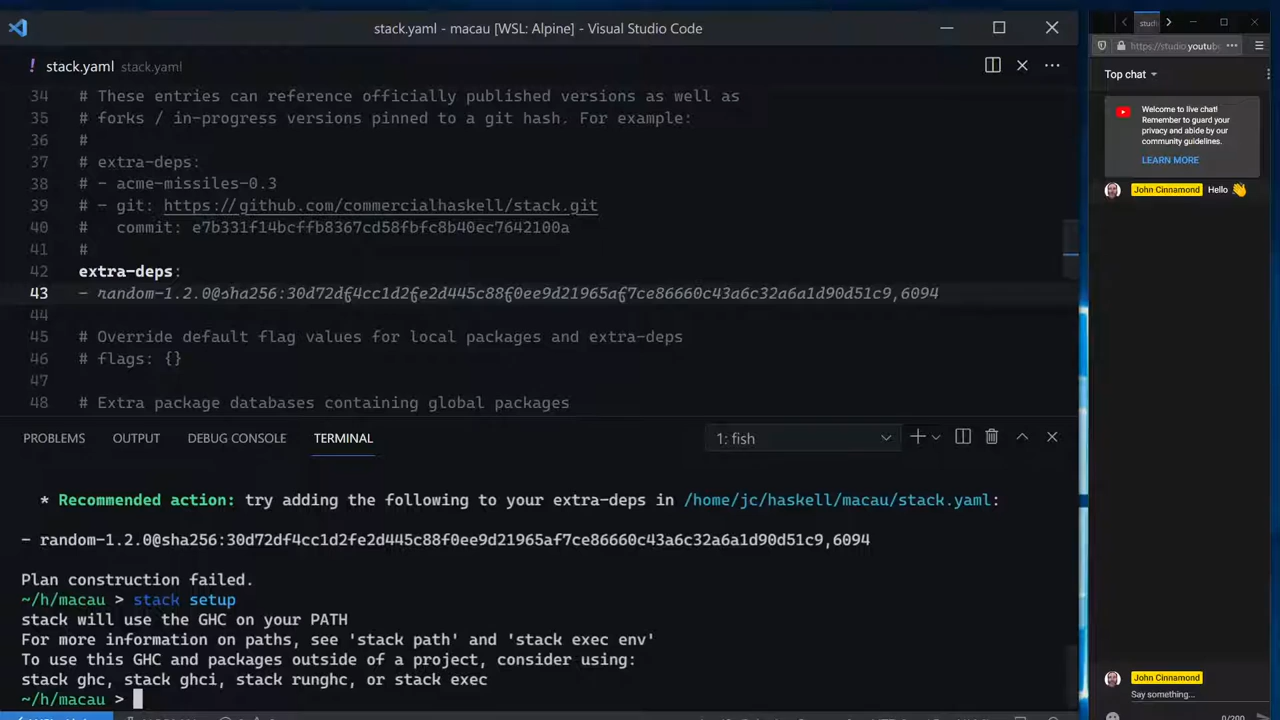 stack.yaml - macau [WSL: Alpine] - Visual Studio Code
! stack.yaml stack.yaml
34 # These entries can reference officially published versions as well as
35 # forks / in-progress versions pinned to a git hash. For example:
36 #
37 # extra-deps:
38 # - acme-missiles-0.3
39 # - git: https://github.com/commercialhaskell/stack.git
40 #   commit: e7b331f14bcffb8367cd58fbfc8b40ec7642100a
41 #
42 extra-deps:
43 - random-1.2.0@sha256:30d72df4cc1d2fe2d445c88f0ee9d21965af7ce86660c43a6c32a6a1d90d51c9,6094
44
45 # Override default flag values for local packages and extra-deps
46 # flags: {}
47
48 # Extra package databases containing global packages
PROBLEMS OUTPUT DEBUG CONSOLE TERMINAL 1: fish
* Recommended action: try adding the following to your extra-deps in /home/jc/haskell/macau/stack.yaml:
- random-1.2.0@sha256:30d72df4cc1d2fe2d445c88f0ee9d21965af7ce86660c43a6c32a6a1d90d51c9,6094
Plan construction failed.
~/h/macau > stack setup
stack will use the GHC on your PATH
For more information on paths, see 'stack path' and 'stack exec env'
To use this GHC and packages outside of a project, consider using:
stack ghc, stack ghci, stack runghc, or stack exec
~/h/macau >
https://studio.youtub
Top chat
Welcome to live chat!
Remember to guard your
privacy and abide by our
community guidelines.
LEARN MORE
John Cinnamond Hello 👋
John Cinnamond
Say something...
0/200